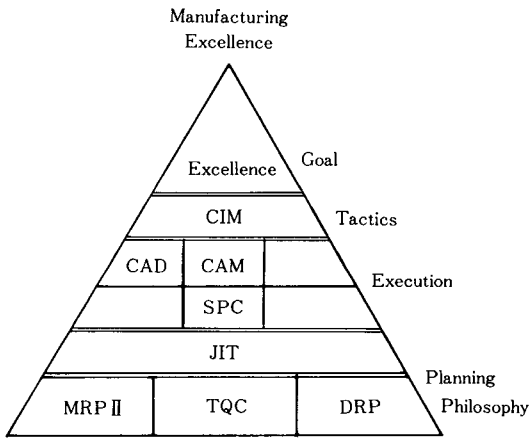 Manufacturing
Excellence
Excellence
Goal
CIM
Tactics
CAD CAM
Execution
SPC
JIT
Planning
MRP II TQC DRP
Philosophy